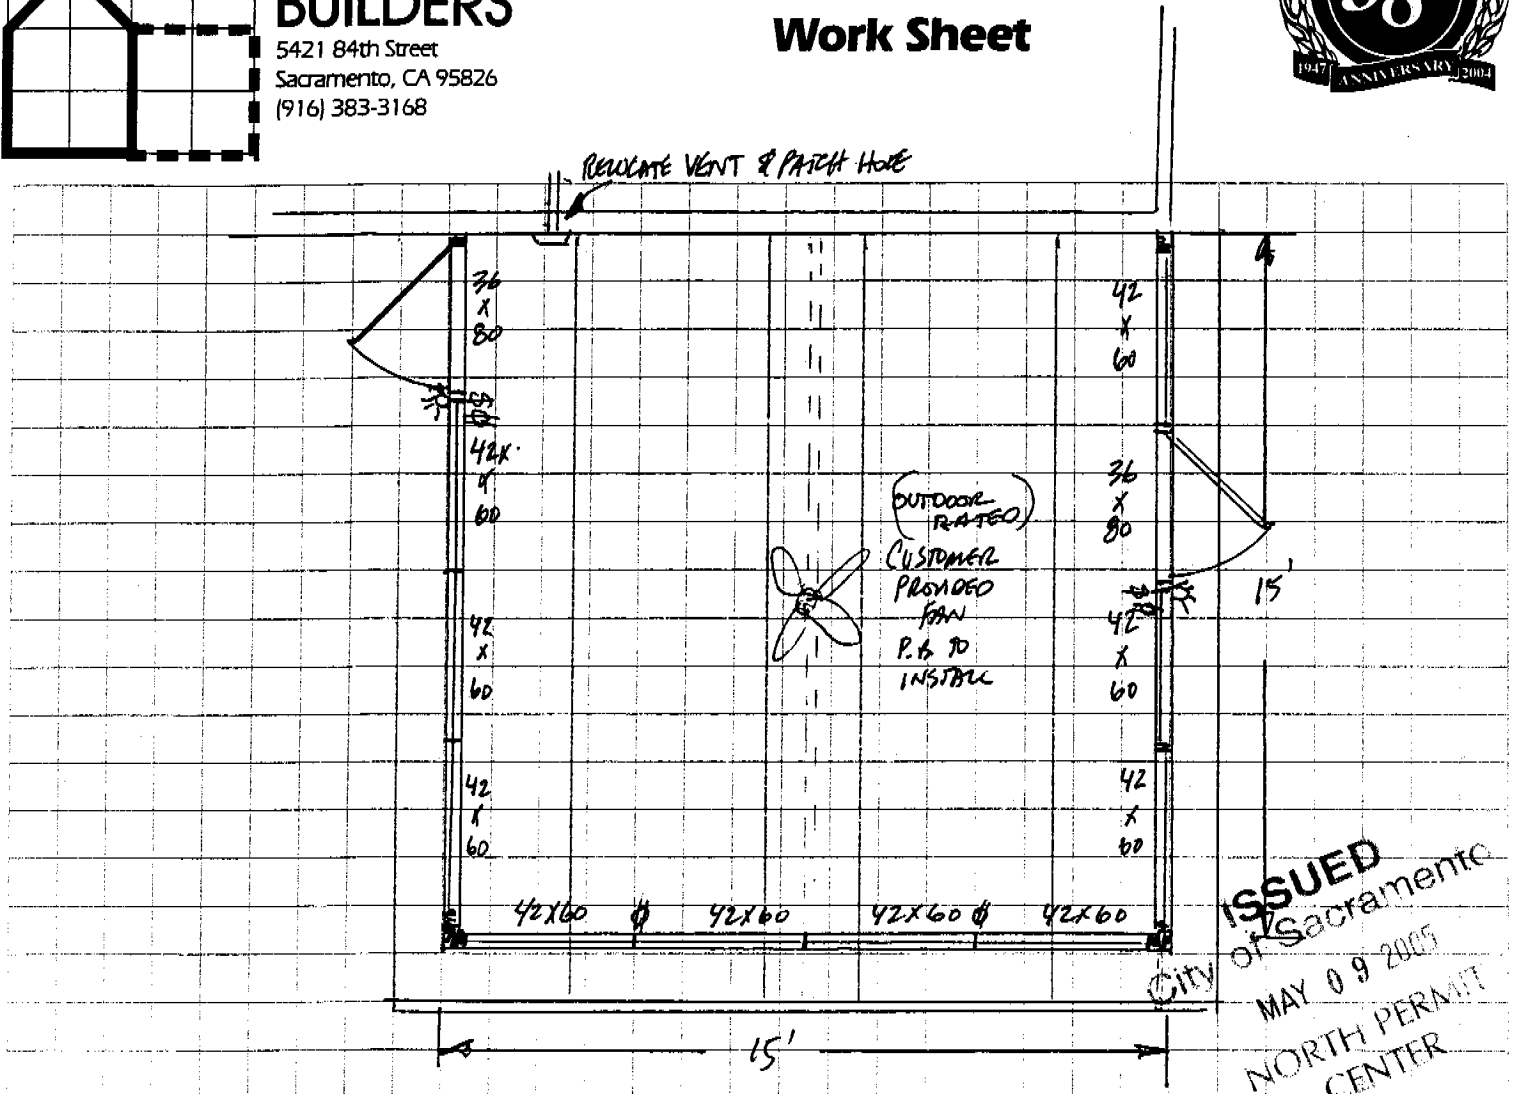 BUILDERS
5421 84th Street
Sacramento, CA 95826
(916) 383-3168
Work Sheet
1947 ANNIVERSARY 2004
RELOCATE VENT & PATCH HOLE
36
X
80
42X
X
60
42
X
60
42
X
60
42
X
60
36
X
80
42
X
60
42
X
60
(OUTDOOR
RATED)
CUSTOMER
PROVIDED
FAN
P.B TO
INSTALL
15'
42X60
42X60
42X60
42X60
15'
ISSUED
City of Sacramento
MAY 09 2005
NORTH PERMIT
CENTER